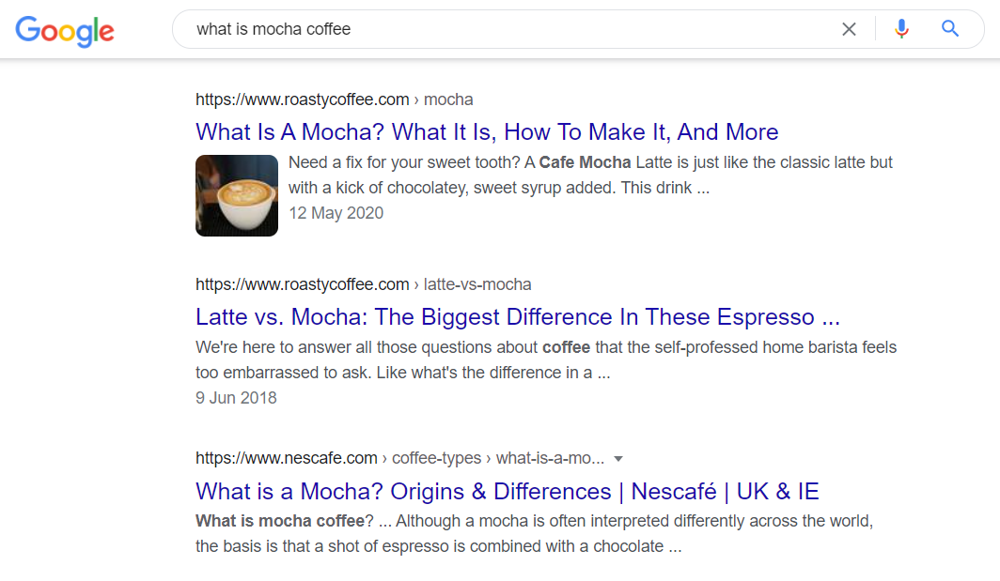 Google
what is mocha coffee
https://www.roastycoffee.com › mocha
What Is A Mocha? What It Is, How To Make It, And More
Need a fix for your sweet tooth? A Cafe Mocha Latte is just like the classic latte but
with a kick of chocolatey, sweet syrup added. This drink ...
12 May 2020
https://www.roastycoffee.com › latte-vs-mocha
Latte vs. Mocha: The Biggest Difference In These Espresso ...
We're here to answer all those questions about coffee that the self-professed home barista feels
too embarrassed to ask. Like what's the difference in a ...
9 Jun 2018
https://www.nescafe.com › coffee-types › what-is-a-mo...
What is a Mocha? Origins & Differences | Nescafé | UK & IE
What is mocha coffee? ... Although a mocha is often interpreted differently across the world,
the basis is that a shot of espresso is combined with a chocolate ...